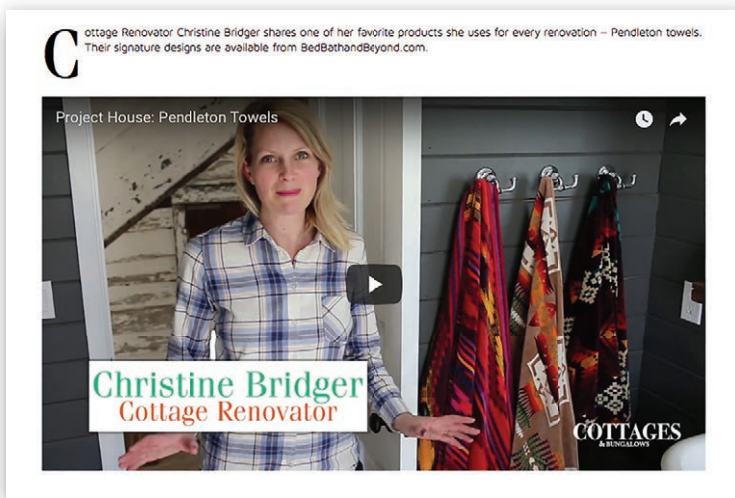 Cottage Renovator Christine Bridger shares one of her favorite products she uses for every renovation – Pendleton towels.
Their signature designs are available from BedBathandBeyond.com.
Project House: Pendleton Towels
Christine Bridger
Cottage Renovator
COTTAGES
& BUNGALOWS